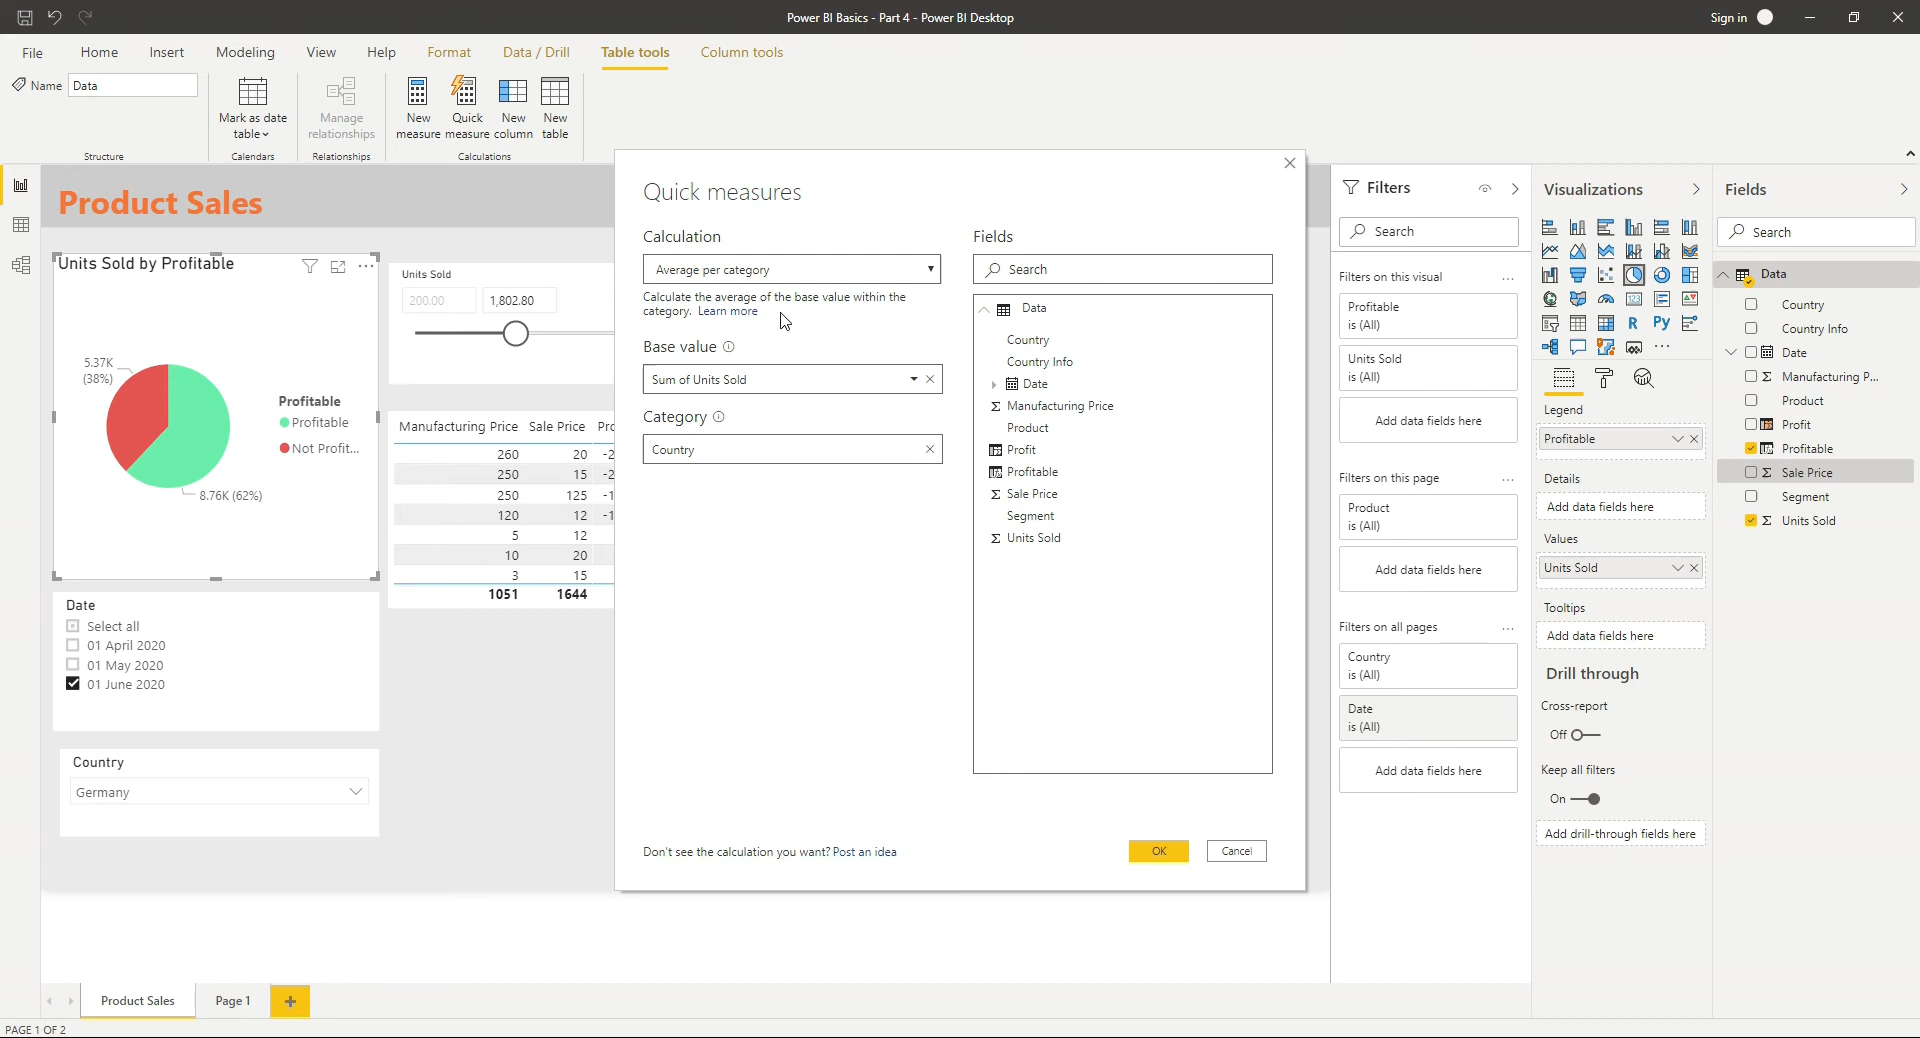 Power BI Basics - Part 4 - Power BI Desktop
Sign in
File
Home
Insert
Modeling
View
Help
Format
Data / Drill
Table tools
Column tools
Name
Data
Mark as date
table
Manage
relationships
New
measure
Quick
measure
New
column
New
table
Structure
Calendars
Relationships
Calculations
Product Sales
Units Sold by Profitable
5.37K
(38%)
8.76K (62%)
Profitable
Profitable
Not Profit...
Units Sold
200.00
1,802.80
Manufacturing Price Sale Price
260 20 -2
250 15 -2
250 125 -1
120 12 -1
5 12
10 20
3 15
1051 1644
Date
Select all
01 April 2020
01 May 2020
01 June 2020
Country
Germany
Quick measures
Calculation
Average per category
Calculate the average of the base value within the
category. Learn more
Base value
Sum of Units Sold
Category
Country
Fields
Search
Data
Country
Country Info
Date
Manufacturing Price
Product
Profit
Profitable
Sale Price
Segment
Units Sold
Don't see the calculation you want? Post an idea
OK
Cancel
Filters
Search
Filters on this visual ...
Profitable
is (All)
Units Sold
is (All)
Add data fields here
Filters on this page ...
Product
is (All)
Add data fields here
Filters on all pages ...
Country
is (All)
Date
is (All)
Add data fields here
Visualizations
R
Py
123
...
Legend
Profitable
Details
Add data fields here
Values
Units Sold
Tooltips
Add data fields here
Drill through
Cross-report
Off
Keep all filters
On
Add drill-through fields here
Fields
Search
Data
Country
Country Info
Date
Manufacturing P...
Product
Profit
Profitable
Sale Price
Segment
Units Sold
Product Sales
Page 1
PAGE 1 OF 2